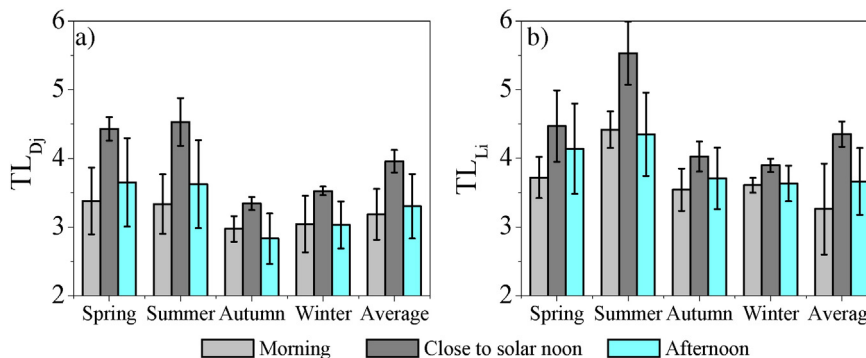 a)
TL_Dj
6
5
4
3
2
Spring Summer Autumn Winter Average
b)
TL_Li
6
5
4
3
2
Spring Summer Autumn Winter Average
Morning Close to solar noon Afternoon